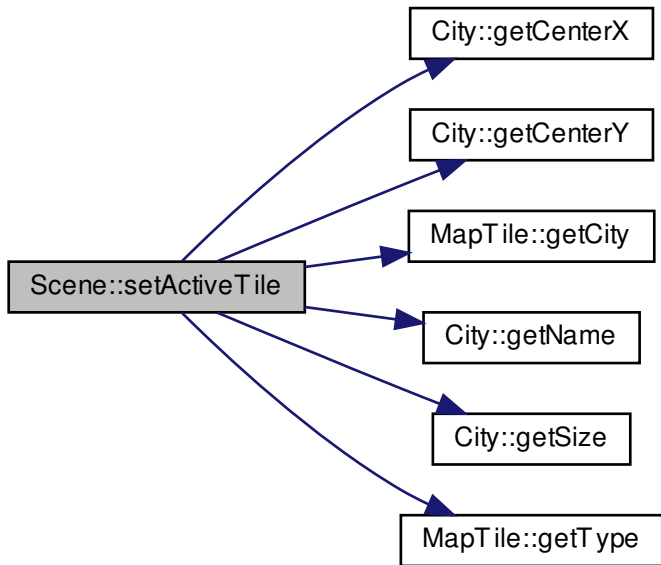 City::getCenterX
City::getCenterY
MapTile::getCity
Scene::setActiveTile
City::getName
City::getSize
MapTile::getType